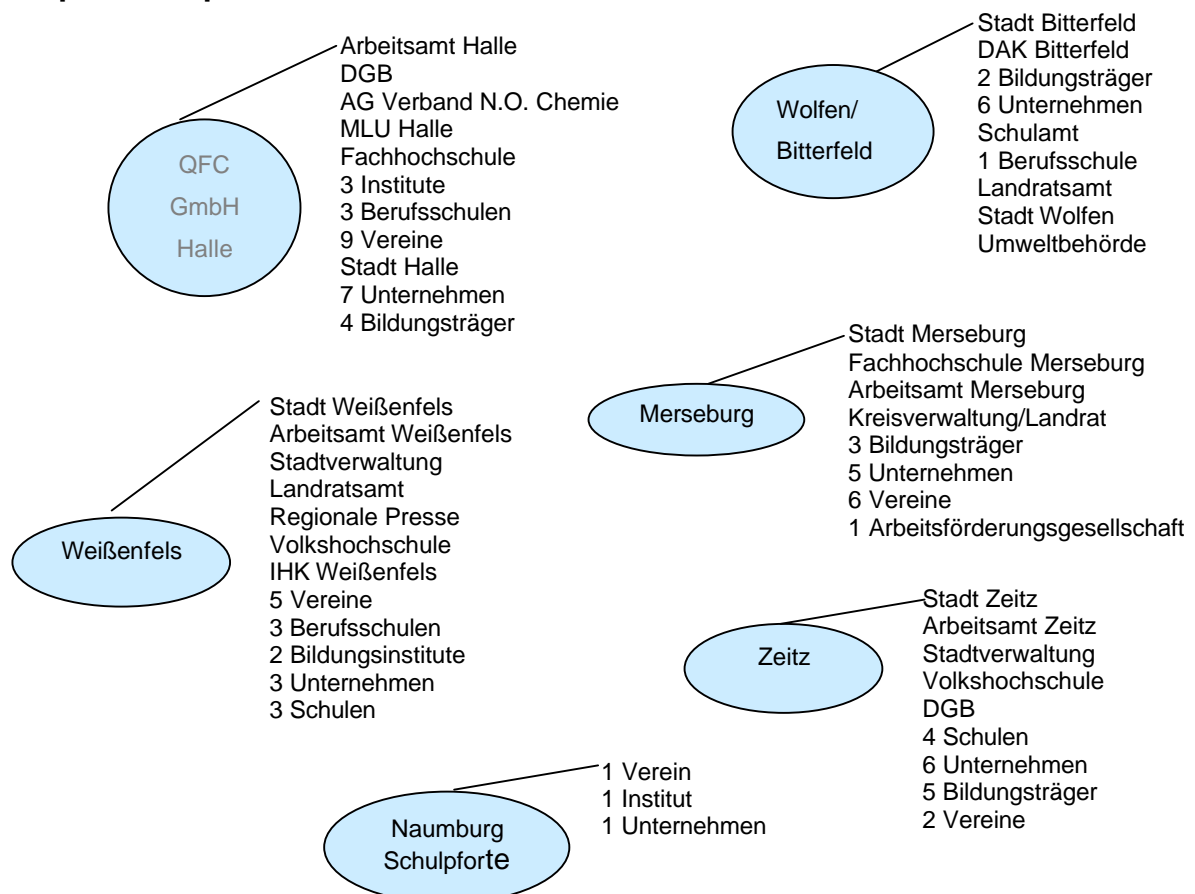 QFC
GmbH
Halle
Arbeitsamt Halle
DGB
AG Verband N.O. Chemie
MLU Halle
Fachhochschule
3 Institute
3 Berufsschulen
9 Vereine
Stadt Halle
7 Unternehmen
4 Bildungsträger
Wolfen/
Bitterfeld
Stadt Bitterfeld
DAK Bitterfeld
2 Bildungsträger
6 Unternehmen
Schulamt
1 Berufsschule
Landratsamt
Stadt Wolfen
Umweltbehörde
Merseburg
Stadt Merseburg
Fachhochschule Merseburg
Arbeitsamt Merseburg
Kreisverwaltung/Landrat
3 Bildungsträger
5 Unternehmen
6 Vereine
1 Arbeitsförderungsgesellschaft
Weißenfels
Stadt Weißenfels
Arbeitsamt Weißenfels
Stadtverwaltung
Landratsamt
Regionale Presse
Volkshochschule
IHK Weißenfels
5 Vereine
3 Berufsschulen
2 Bildungsinstitute
3 Unternehmen
3 Schulen
Zeitz
Stadt Zeitz
Arbeitsamt Zeitz
Stadtverwaltung
Volkshochschule
DGB
4 Schulen
6 Unternehmen
5 Bildungsträger
2 Vereine
Naumburg
Schulpforte
1 Verein
1 Institut
1 Unternehmen